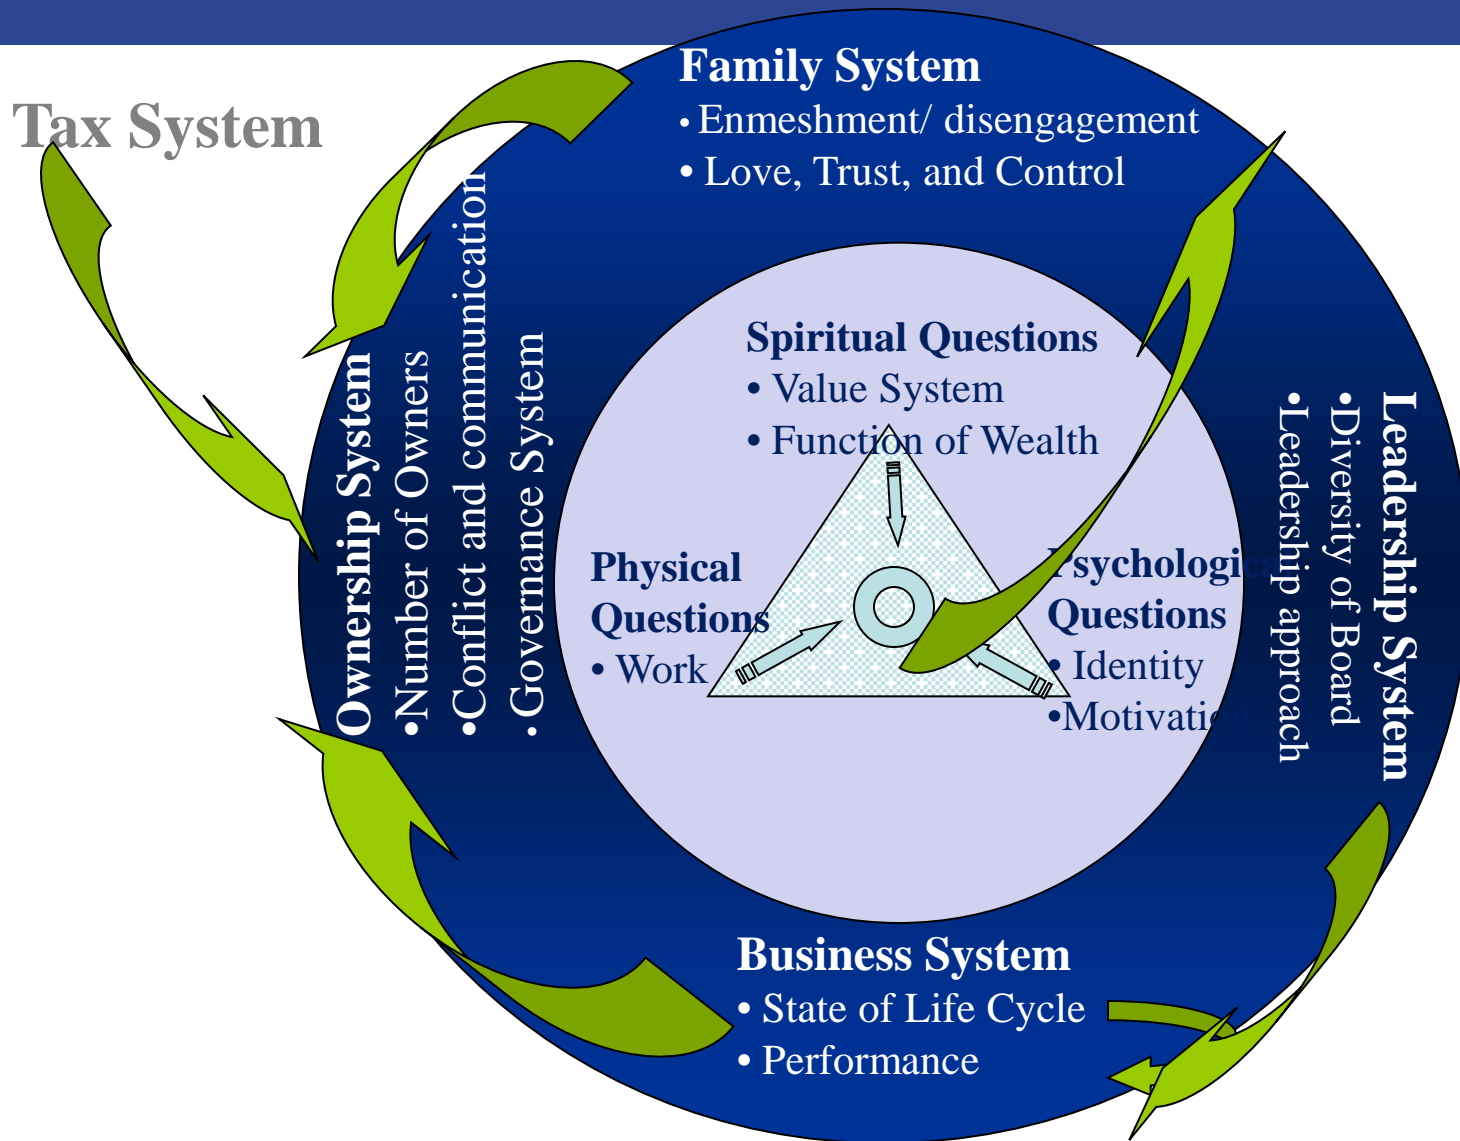 Tax System
Family System
• Enmeshment/ disengagement
• Love, Trust, and Control
Ownership System
•Number of Owners
•Conflict and communication
• Governance System
Spiritual Questions
• Value System
• Function of Wealth
Physical
Questions
• Work
Psychological
Questions
• Identity
•Motivation
Leadership System
•Diversity of Board
•Leadership approach
Business System
• State of Life Cycle
• Performance